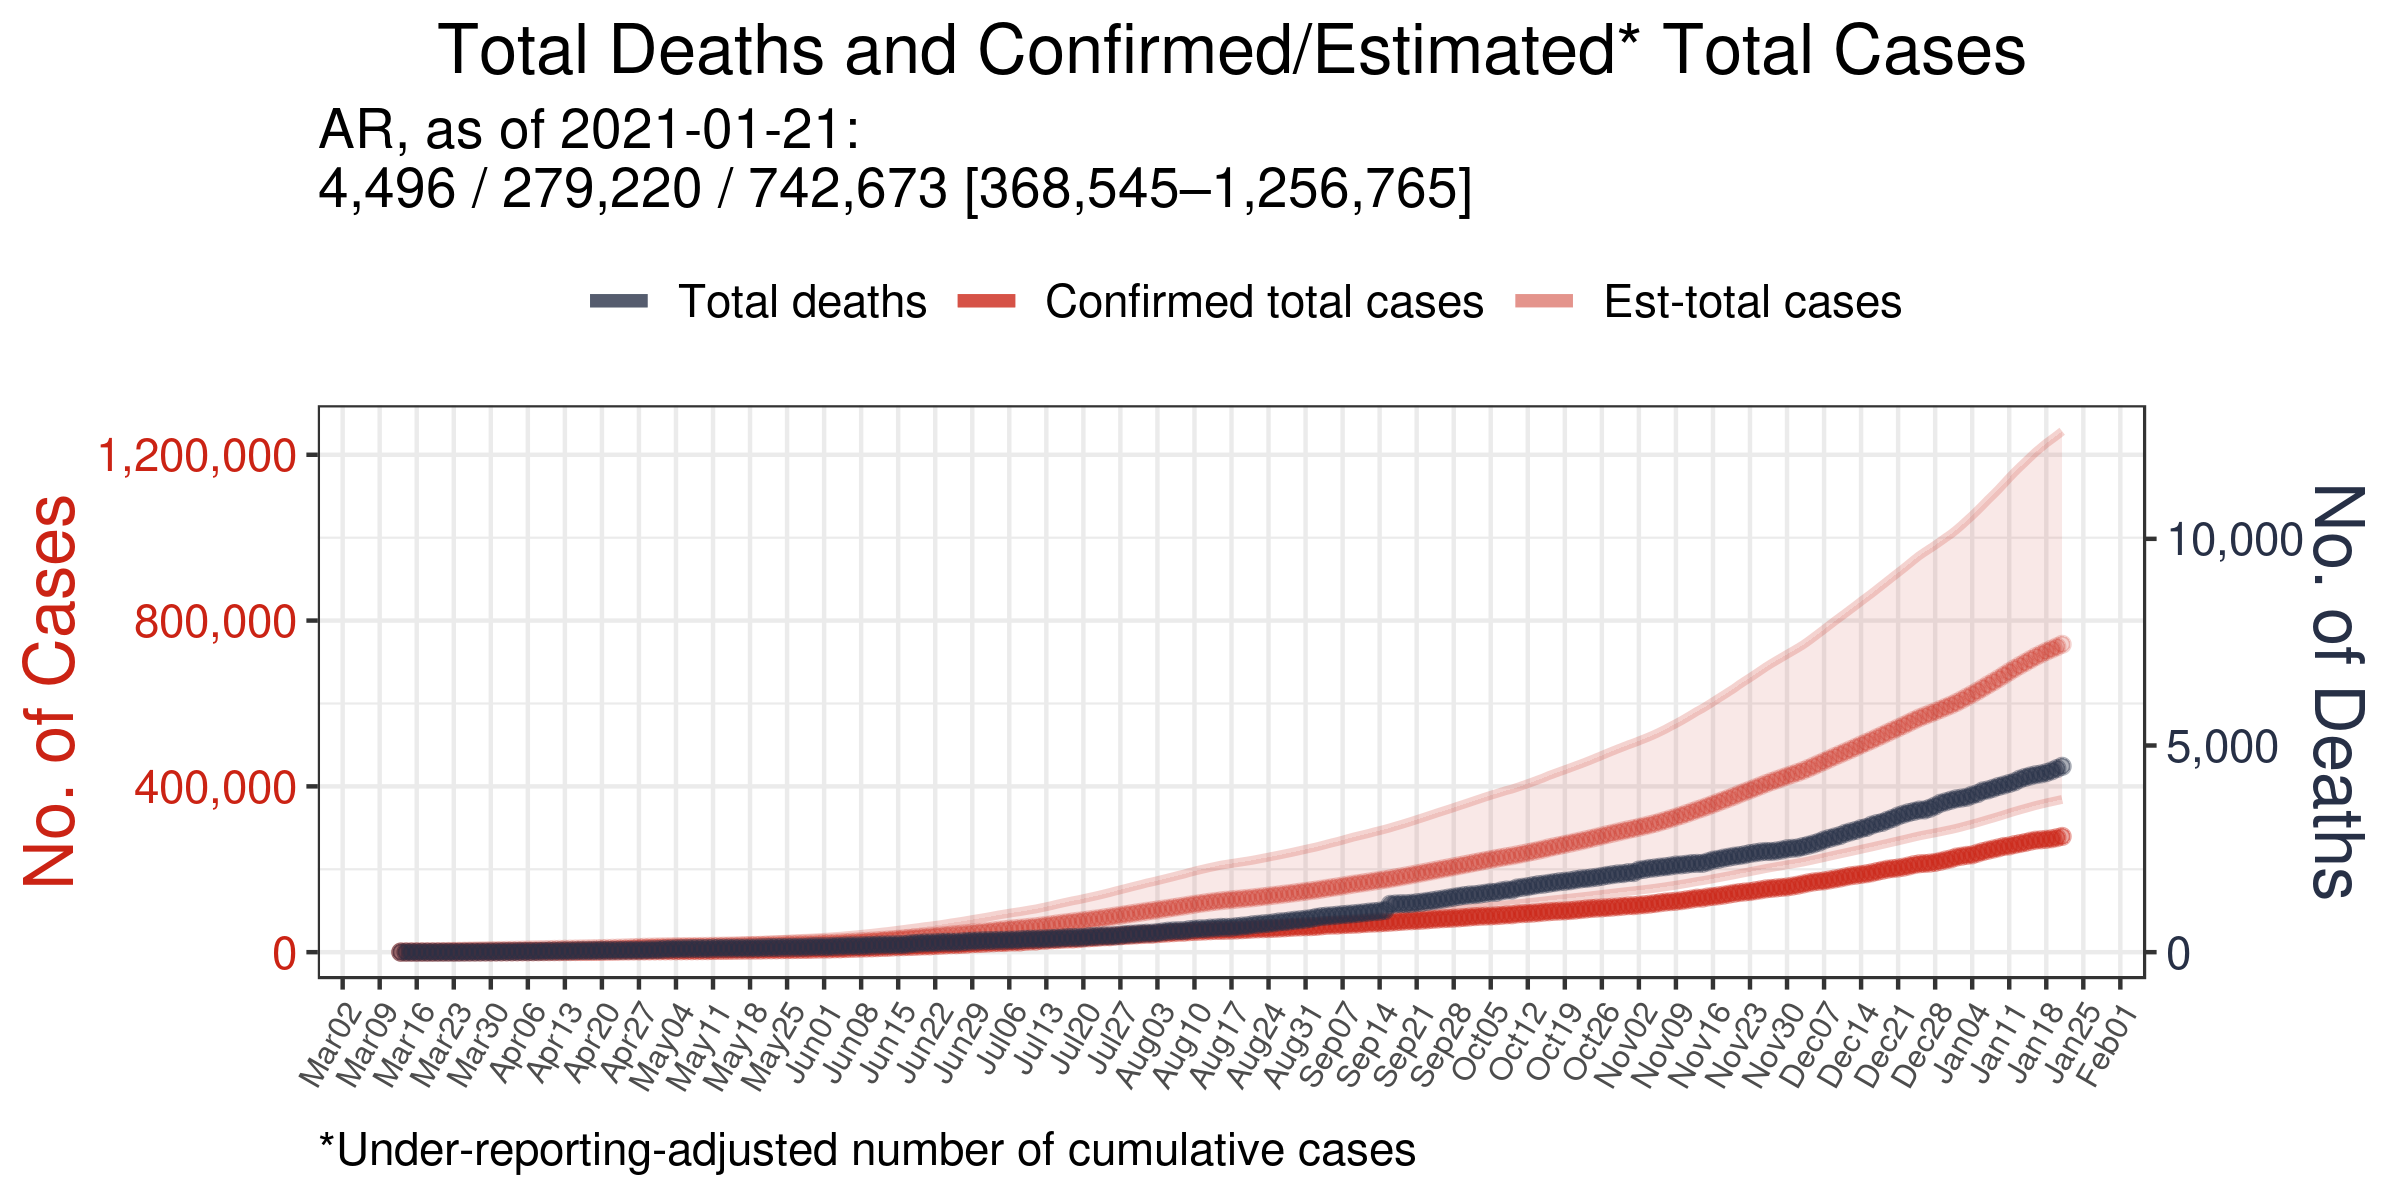 Total Deaths and Confirmed/Estimated* Total Cases
AR, as of 2021-01-21:
4,496 / 279,220 / 742,673 [368,545–1,256,765]
Total deaths
Confirmed total cases
Est-total cases
No. of Cases
1,200,000
800,000
400,000
0
10,000
5,000
0
No. of Deaths
Mar02
Mar09
Mar16
Mar23
Mar30
Apr06
Apr13
Apr20
Apr27
May04
May11
May18
May25
Jun01
Jun08
Jun15
Jun22
Jun29
Jul06
Jul13
Jul20
Jul27
Aug03
Aug10
Aug17
Aug24
Aug31
Sep07
Sep14
Sep21
Sep28
Oct05
Oct12
Oct19
Oct26
Nov02
Nov09
Nov16
Nov23
Nov30
Dec07
Dec14
Dec21
Dec28
Jan04
Jan11
Jan18
Jan25
Feb01
*Under-reporting-adjusted number of cumulative cases